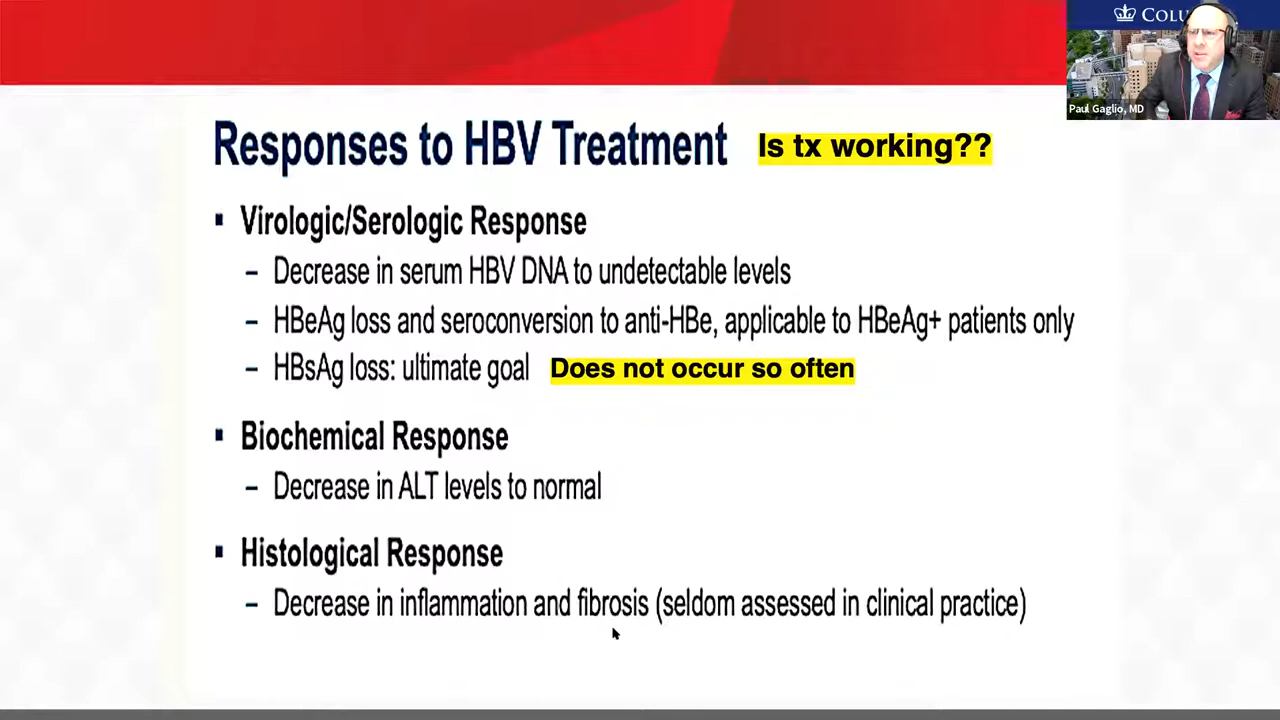 Paul Gaglio, MD
Responses to HBV Treatment Is tx working??
▪ Virologic/Serologic Response
– Decrease in serum HBV DNA to undetectable levels
– HBeAg loss and seroconversion to anti-HBe, applicable to HBeAg+ patients only
– HBsAg loss: ultimate goal Does not occur so often
▪ Biochemical Response
– Decrease in ALT levels to normal
▪ Histological Response
– Decrease in inflammation and fibrosis (seldom assessed in clinical practice)